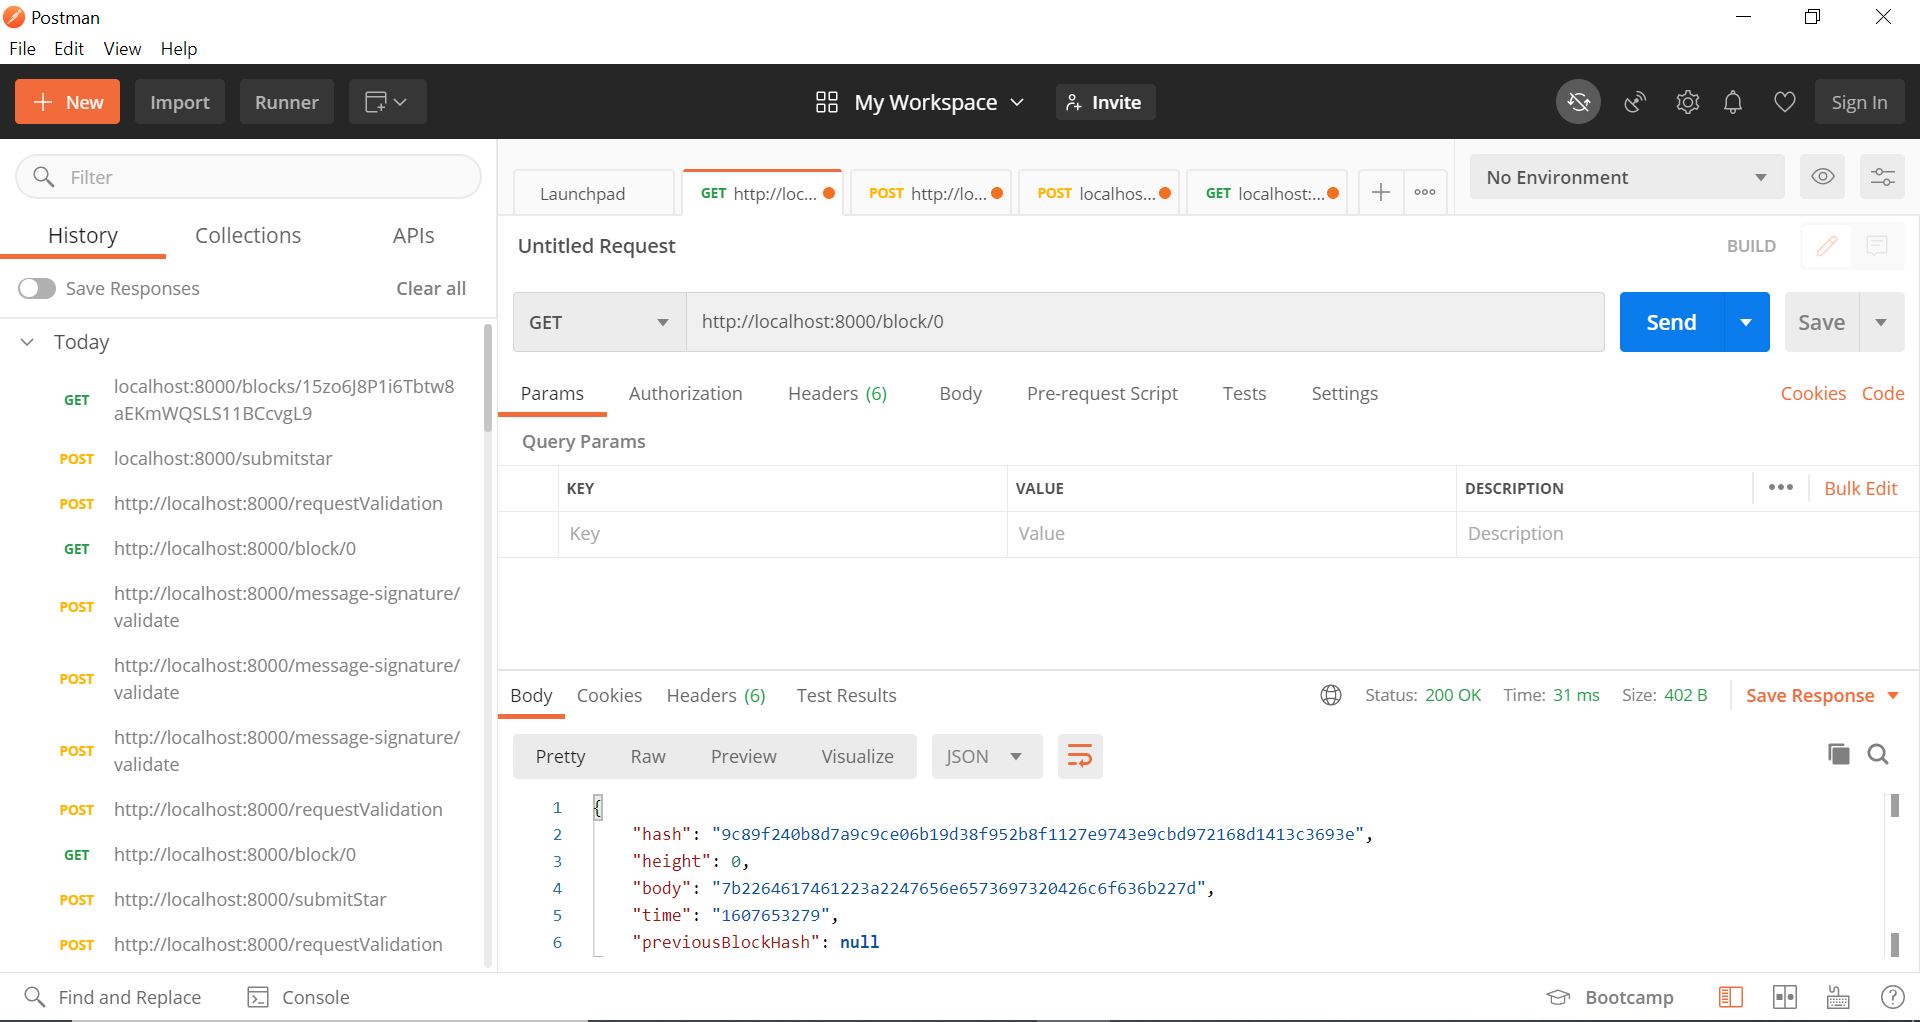 Postman
File Edit View Help
New Import Runner My Workspace Invite Sign In
Filter
History Collections APIs
Save Responses Clear all
Today
GET localhost:8000/blocks/15zo6J8P1i6Tbtw8
aEKmWQSLS11BCcvgL9
POST localhost:8000/submitstar
POST http://localhost:8000/requestValidation
GET http://localhost:8000/block/0
POST http://localhost:8000/message-signature/
validate
POST http://localhost:8000/message-signature/
validate
POST http://localhost:8000/message-signature/
validate
POST http://localhost:8000/requestValidation
GET http://localhost:8000/block/0
POST http://localhost:8000/submitStar
POST http://localhost:8000/requestValidation
Launchpad GET http://loc... POST http://lo... POST localhos... GET localhost:... No Environment
Untitled Request BUILD
GET http://localhost:8000/block/0 Send Save
Params Authorization Headers (6) Body Pre-request Script Tests Settings Cookies Code
Query Params
KEY VALUE DESCRIPTION Bulk Edit
Key Value Description
Body Cookies Headers (6) Test Results Status: 200 OK Time: 31 ms Size: 402 B Save Response
Pretty Raw Preview Visualize JSON
1 {
2 "hash": "9c89f240b8d7a9c9ce06b19d38f952b8f1127e9743e9cbd972168d1413c3693e",
3 "height": 0,
4 "body": "7b2264617461223a2247656e6573697320426c6f636b227d",
5 "time": "1607653279",
6 "previousBlockHash": null
Find and Replace Console Bootcamp